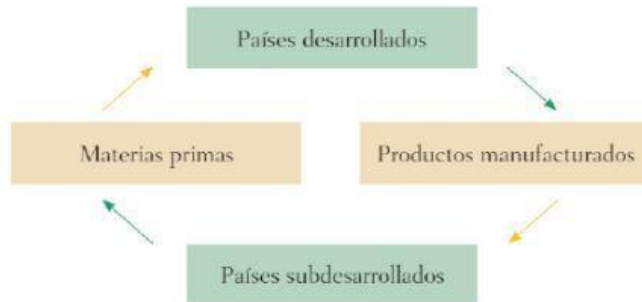 Países desarrollados
Materias primas
Productos manufacturados
Países subdesarrollados